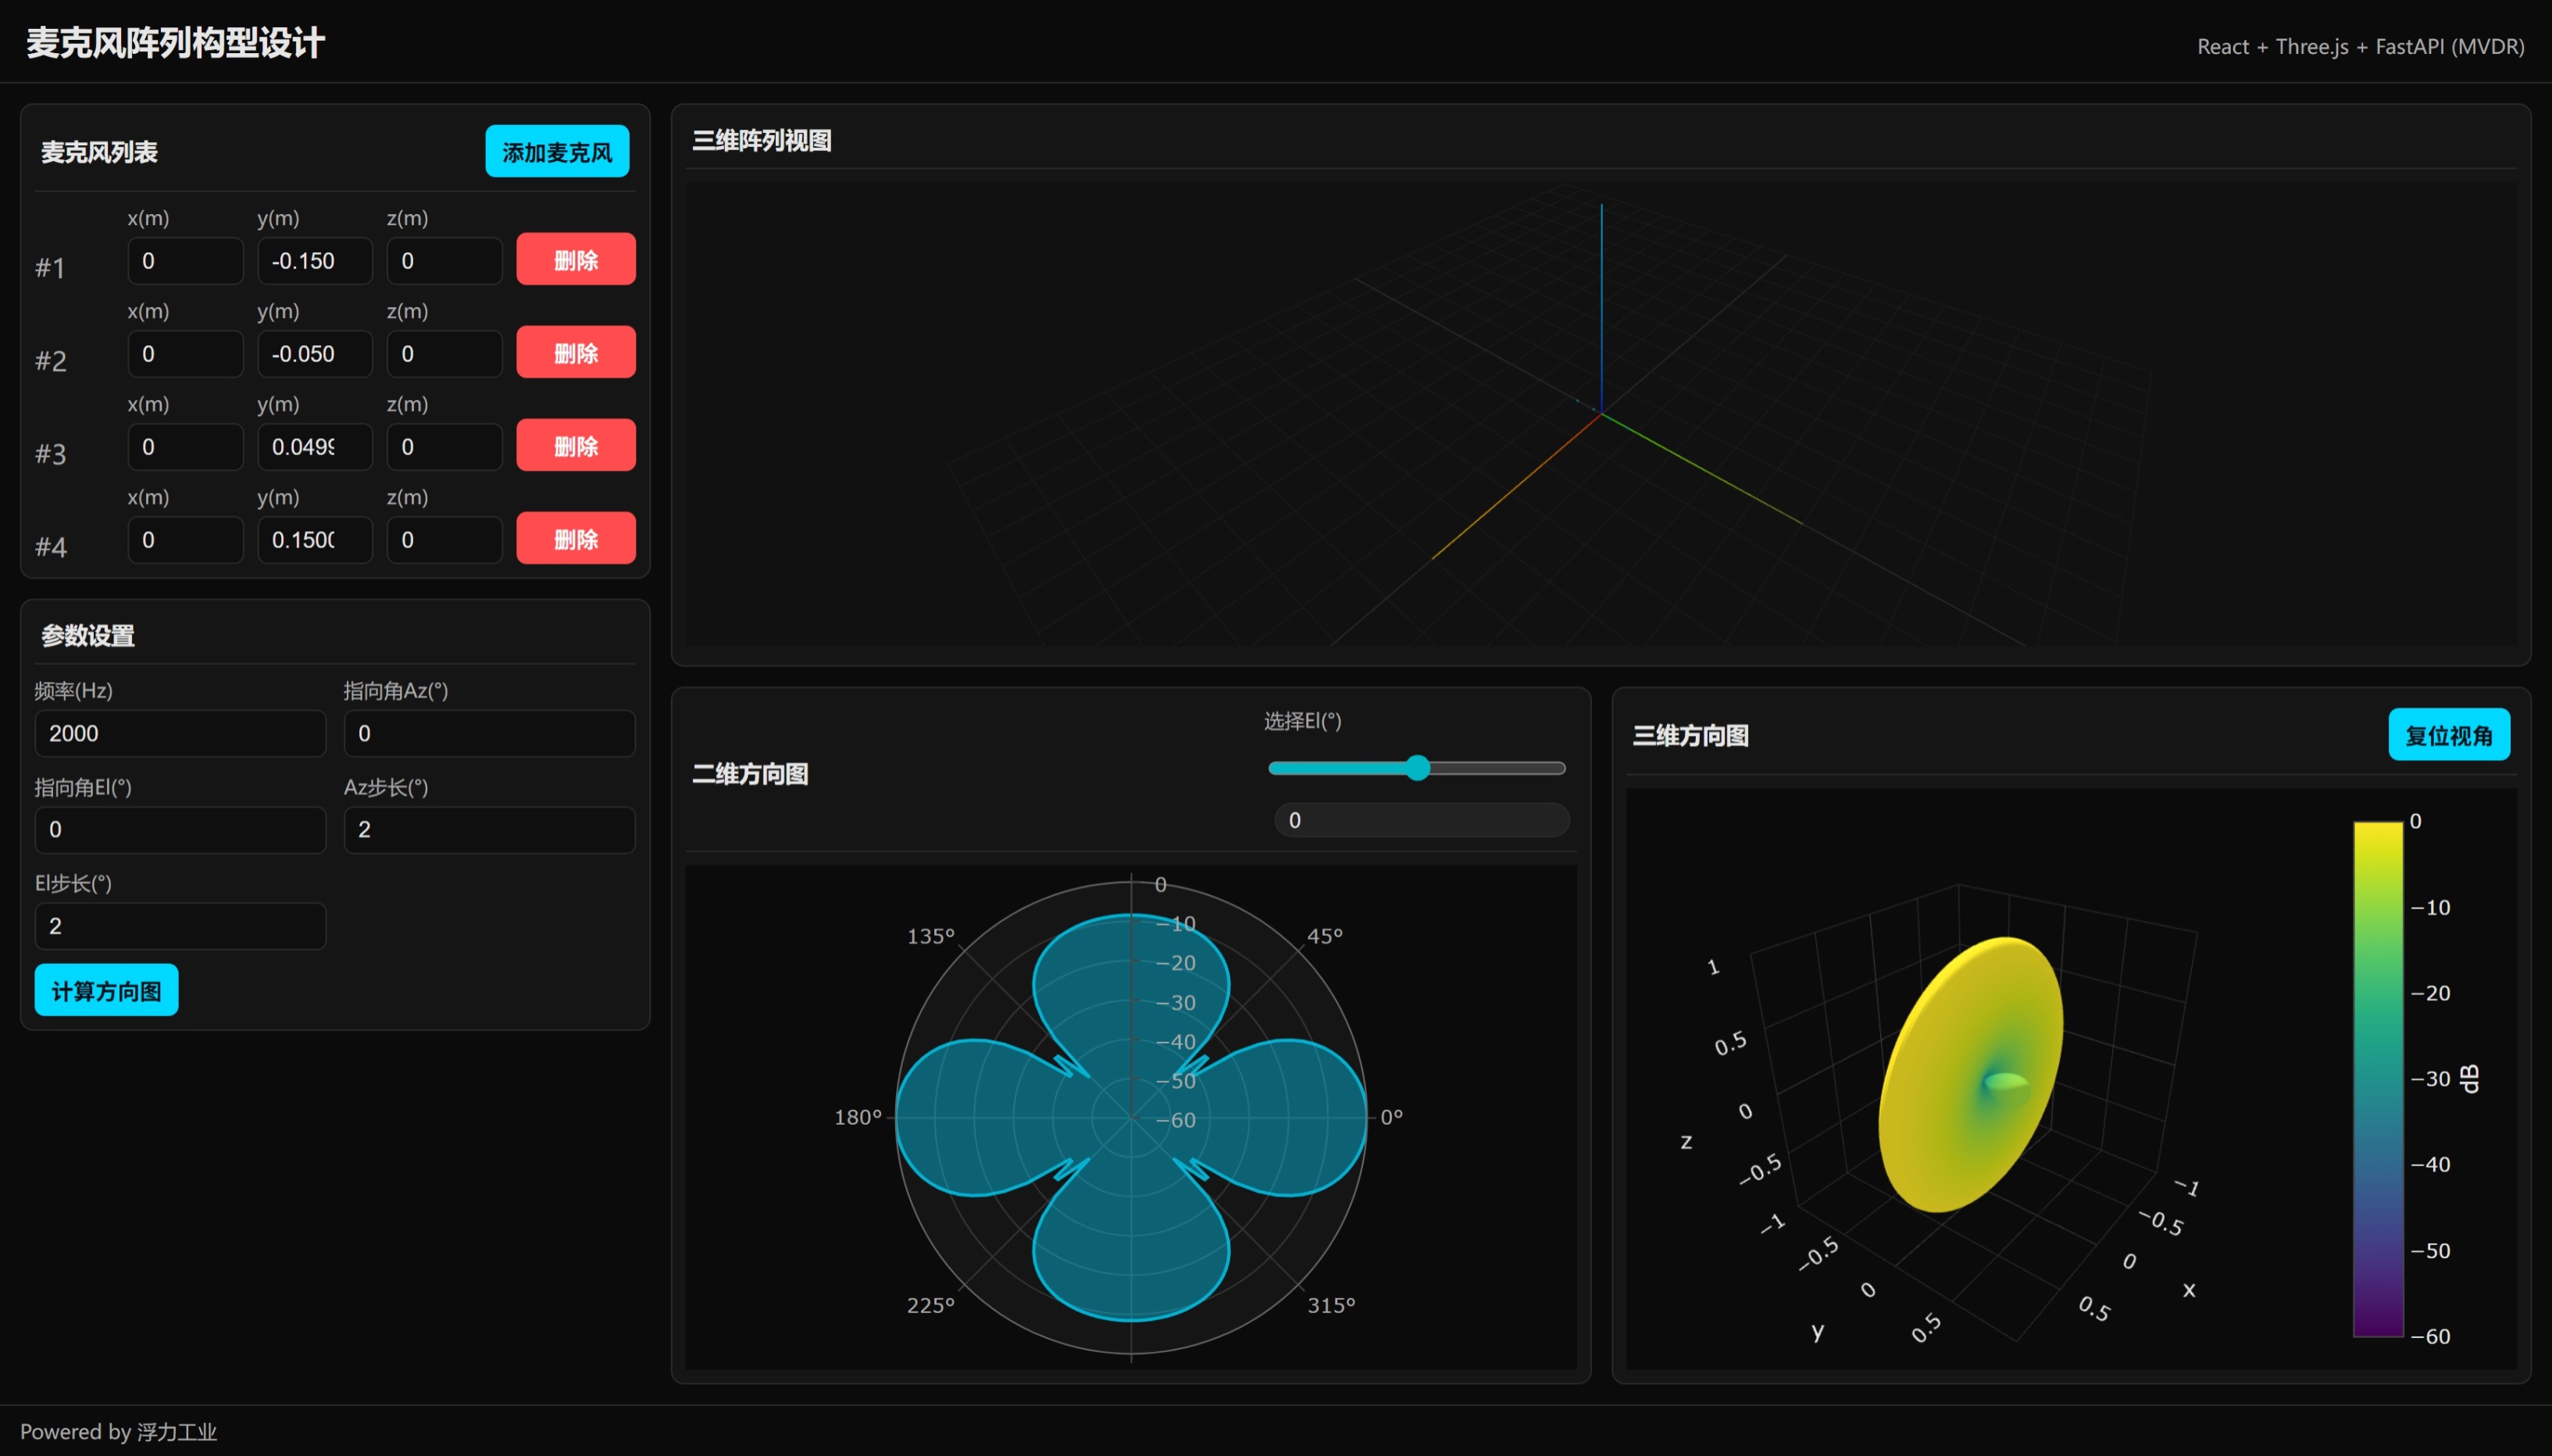 麦克风阵列构型设计
React + Three.js + FastAPI (MVDR)
麦克风列表
添加麦克风
x(m) y(m) z(m)
#1 0 -0.150 0 删除
x(m) y(m) z(m)
#2 0 -0.050 0 删除
x(m) y(m) z(m)
#3 0 0.049 0 删除
x(m) y(m) z(m)
#4 0 0.150 0 删除
参数设置
频率(Hz) 指向角Az(°)
2000 0
指向角El(°) Az步长(°)
0 2
El步长(°)
2
计算方向图
三维阵列视图
二维方向图
选择El(°)
0
0
−10
−20
−30
−40
−50
−60
0°
45°
135°
180°
225°
315°
三维方向图
复位视角
1
0.5
0
−0.5
−1
z
−0.5
0
0.5
y
−1
−0.5
0
0.5
x
0
−10
−20
−30
−40
−50
−60
dB
Powered by 浮力工业